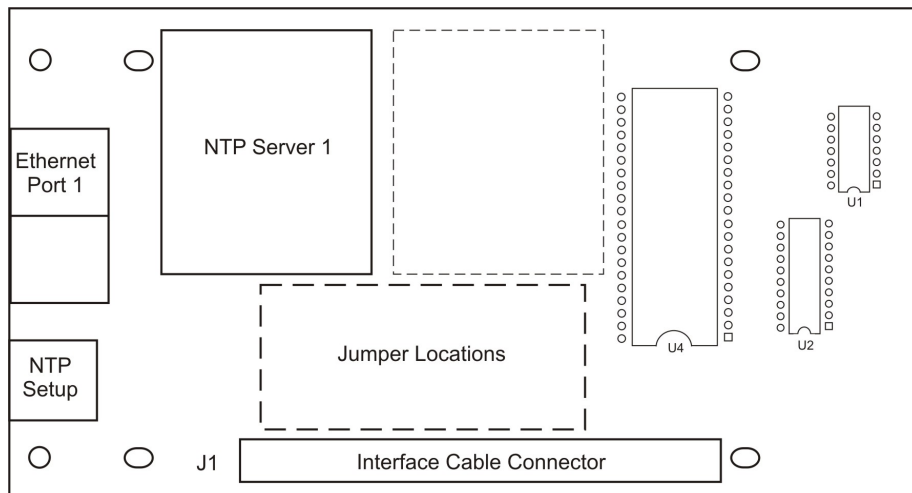 NTP Server 1
Ethernet
Port 1
U1
U4
U2
Jumper Locations
NTP
Setup
J1
Interface Cable Connector